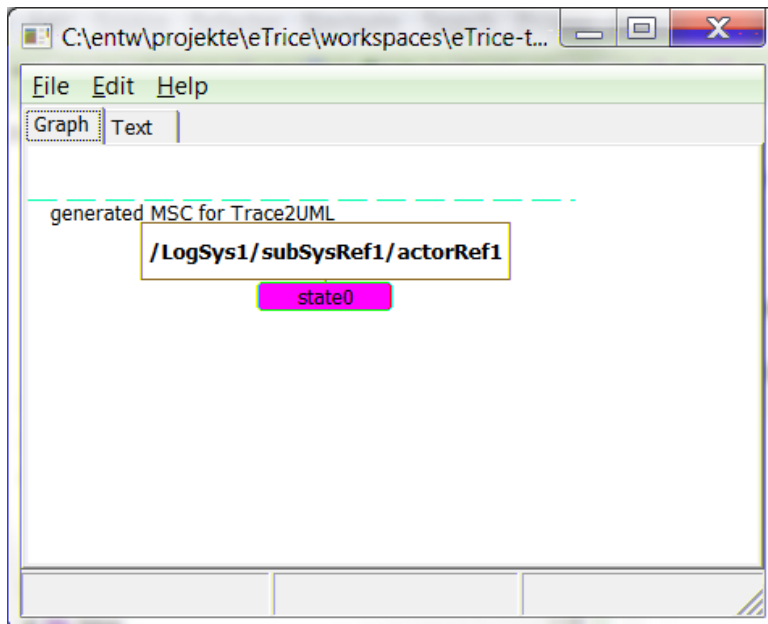 C:\entw\projekte\eTrice\workspaces\eTrice-t...
File Edit Help
Graph Text
generated MSC for Trace2UML
/LogSys1/subSysRef1/actorRef1
state0